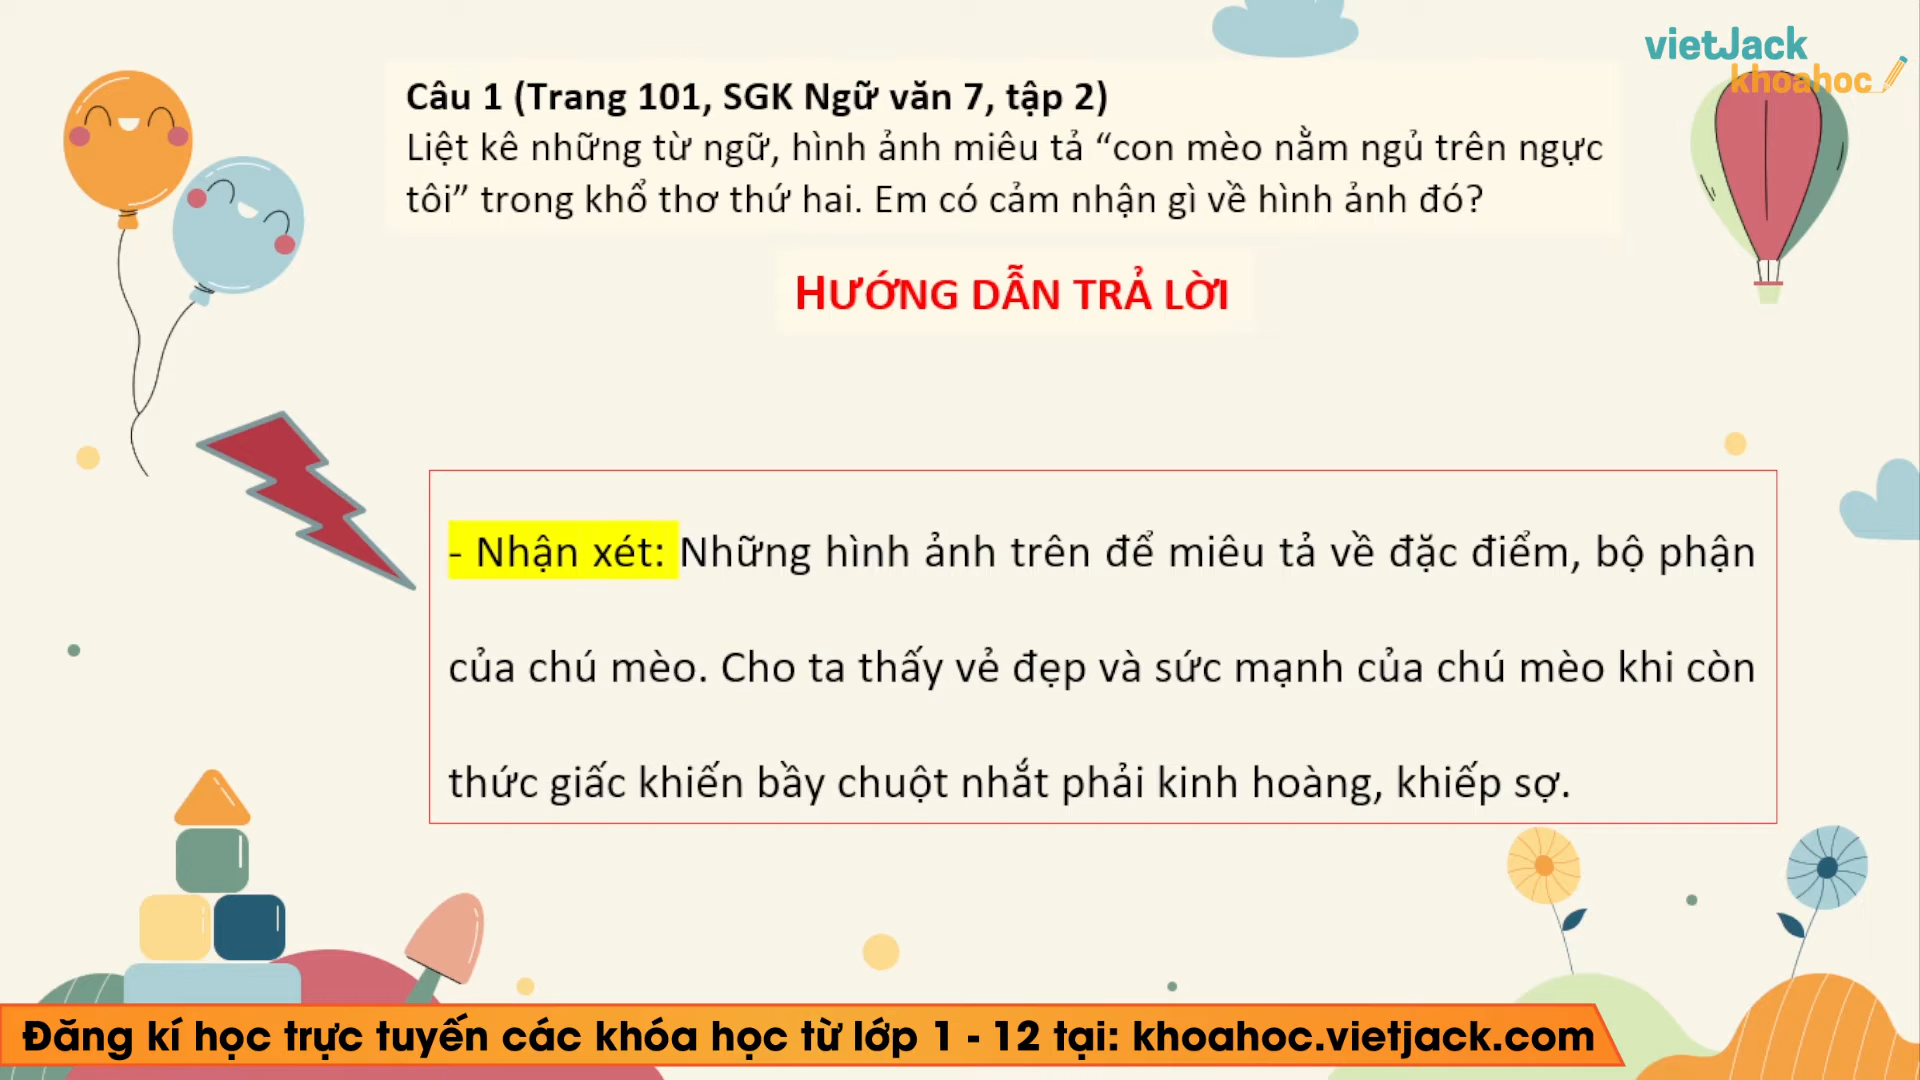 vietJack
khoahoc
Câu 1 (Trang 101, SGK Ngữ văn 7, tập 2)
Liệt kê những từ ngữ, hình ảnh miêu tả “con mèo nằm ngủ trên ngực
tôi” trong khổ thơ thứ hai. Em có cảm nhận gì về hình ảnh đó?
HƯỚNG DẪN TRẢ LỜI
- Nhận xét: Những hình ảnh trên để miêu tả về đặc điểm, bộ phận
của chú mèo. Cho ta thấy vẻ đẹp và sức mạnh của chú mèo khi còn
thức giấc khiến bầy chuột nhắt phải kinh hoàng, khiếp sợ.
Đăng kí học trực tuyến các khóa học từ lớp 1 - 12 tại: khoahoc.vietjack.com